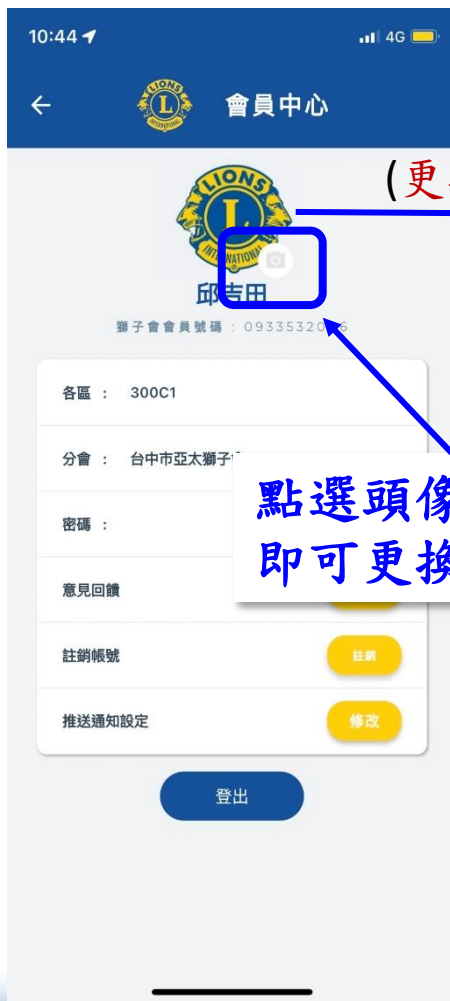 10:44
4G
LIONS
L
INTERNATIONAL
會員中心
(更
LIONS
L
INTERNATIONAL
邱吉田
獅子會會員號碼 : 0933532
各區 : 300C1
分會 : 台中市亞太獅子
點選頭像
密碼 :
即可更換
意見回饋
註銷帳號
註銷
推送通知設定
修改
登出